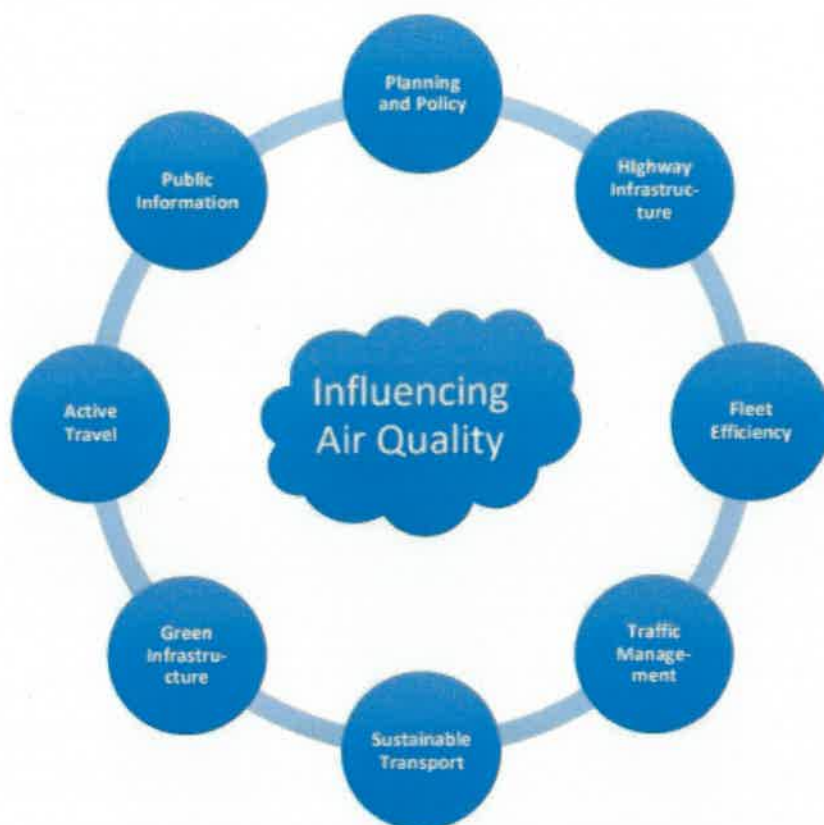 Planning
and Policy
Highway
Infrastruc-
ture
Fleet
Efficiency
Traffic
Manage-
ment
Sustainable
Transport
Green
Infrastru-
cture
Active
Travel
Public
Information
Influencing
Air Quality